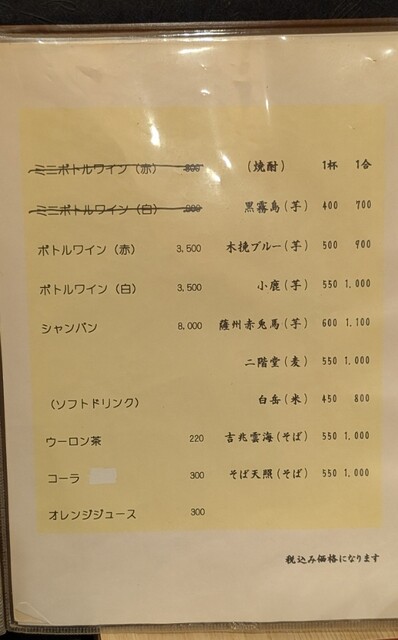 ミニボトルワイン（赤） 800
ミニボトルワイン（白）
ボトルワイン（赤） 3,500
ボトルワイン（白） 3,500
シャンパン 8,000
（ソフトドリンク）
ウーロン茶 220
コーラ 300
オレンジジュース 300
（焼酎） 1杯 1合
黒霧島（芋） 400 700
木挽ブルー（芋） 500 900
小鹿（芋） 550 1,000
薩州赤兎馬（芋） 600 1,100
二階堂（麦） 550 1,000
白岳（米） 450 800
吉兆雲海（そば） 550 1,000
そば天照（そば） 550 1,000
税込み価格になります